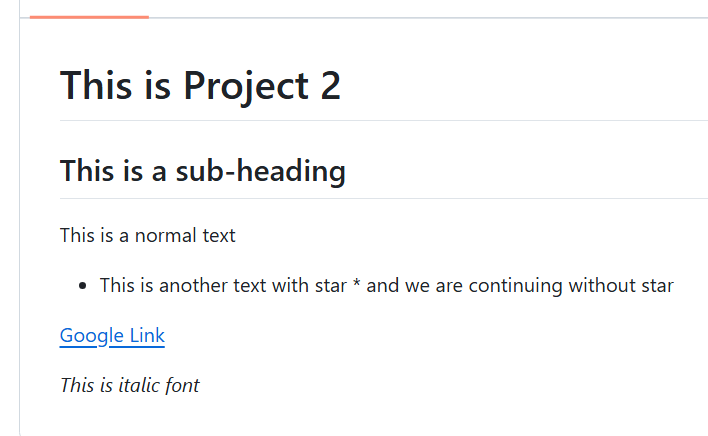 This is Project 2
This is a sub-heading
This is a normal text
This is another text with star * and we are continuing without star
Google Link
This is italic font